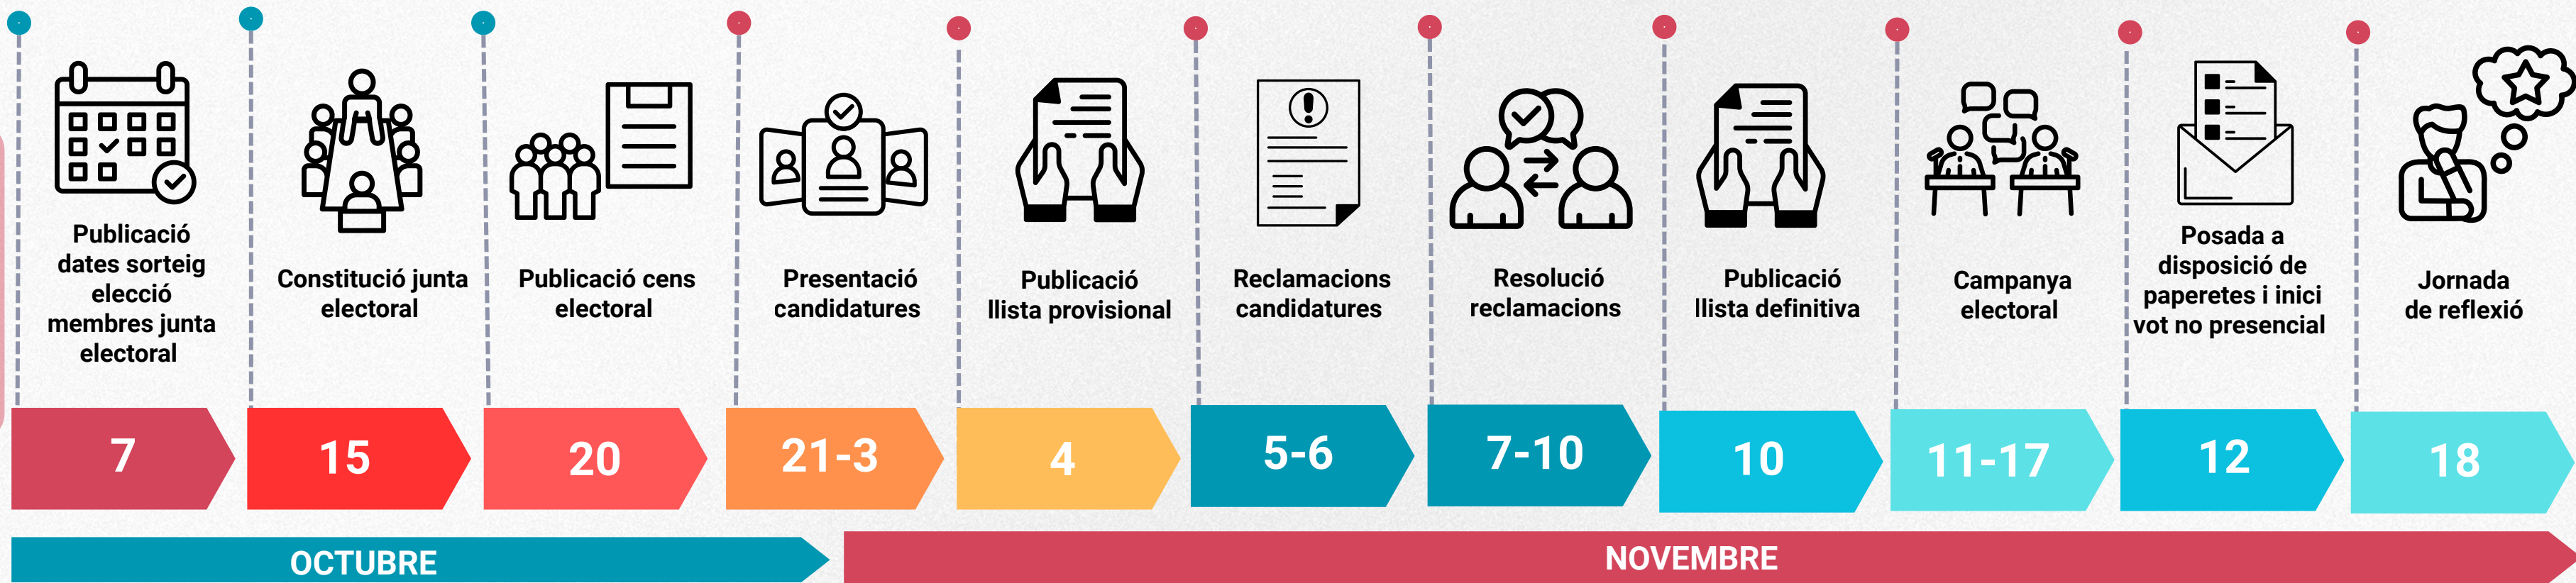 Publicació
dates sorteig
elecció
membres junta
electoral
Constitució junta
electoral
Publicació cens
electoral
Presentació
candidatures
Publicació
llista provisional
Reclamacions
candidatures
Resolució
reclamacions
Publicació
llista definitiva
Campanya
electoral
Posada a
disposició de
paperetes i inici
vot no presencial
Jornada
de reflexió
7
15
20
21-3
4
5-6
7-10
10
11-17
12
18
OCTUBRE
NOVEMBRE